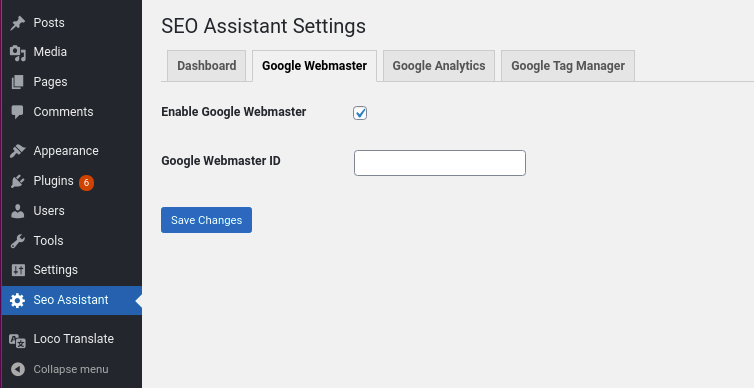 Posts
Media
Pages
Comments
Appearance
Plugins 6
Users
Tools
Settings
Seo Assistant
Loco Translate
Collapse menu
SEO Assistant Settings
Dashboard Google Webmaster Google Analytics Google Tag Manager
Enable Google Webmaster
Google Webmaster ID
Save Changes